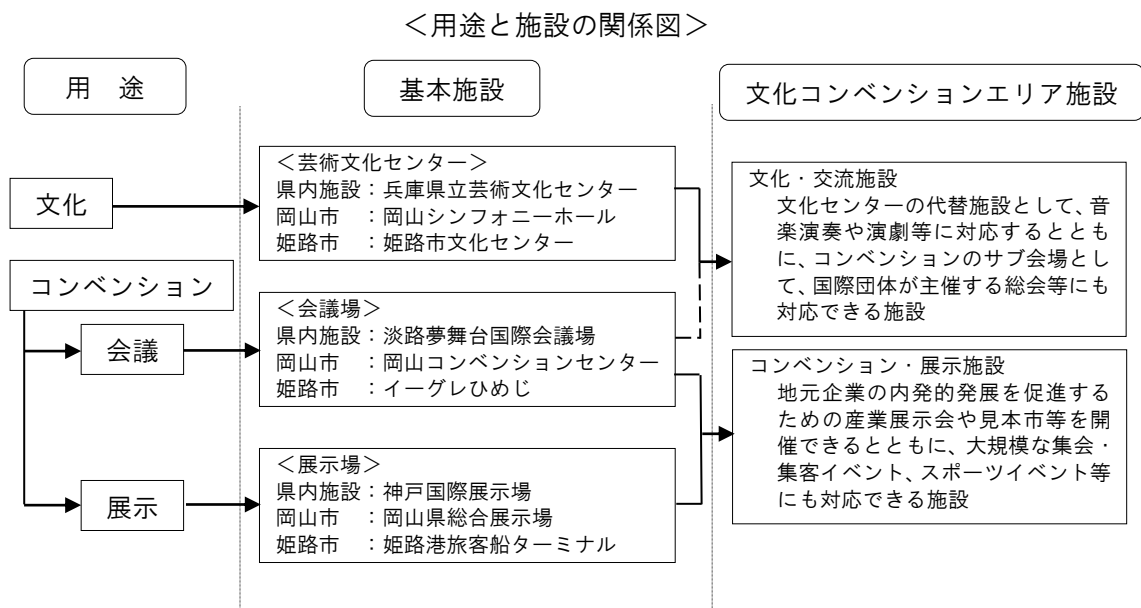 ＜用途と施設の関係図＞
用　途
基本施設
文化コンベンションエリア施設
文化
コンベンション
会議
展示
＜芸術文化センター＞
県内施設：兵庫県立芸術文化センター
岡山市　：岡山シンフォニーホール
姫路市　：姫路市文化センター
＜会議場＞
県内施設：淡路夢舞台国際会議場
岡山市　：岡山コンベンションセンター
姫路市　：イーグレひめじ
＜展示場＞
県内施設：神戸国際展示場
岡山市　：岡山県総合展示場
姫路市　：姫路港旅客船ターミナル
文化・交流施設
文化センターの代替施設として、音
楽演奏や演劇等に対応するととも
に、コンベンションのサブ会場とし
て、国際団体が主催する総会等にも
対応できる施設
コンベンション・展示施設
地元企業の内発的発展を促進する
ための産業展示会や見本市等を開
催できるとともに、大規模な集会・
集客イベント、スポーツイベント等
にも対応できる施設